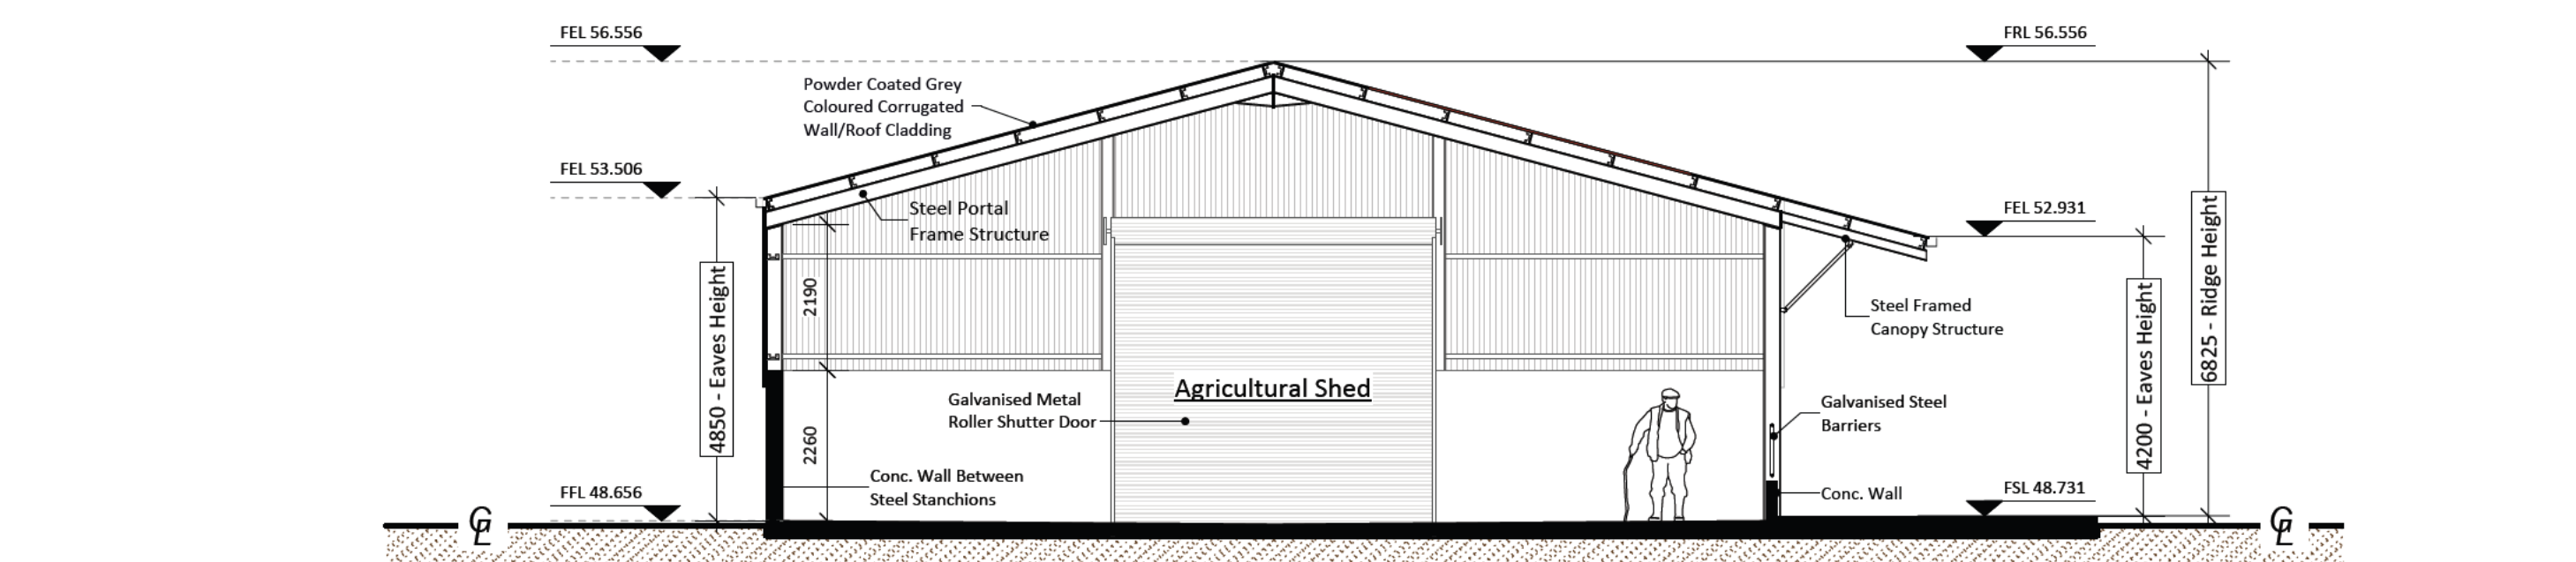 FEL 56.556
FRL 56.556
Powder Coated Grey
Coloured Corrugated
Wall/Roof Cladding
FEL 53.506
Steel Portal
Frame Structure
FEL 52.931
4850 - Eaves Height
2190
2260
Steel Framed
Canopy Structure
4200 - Eaves Height
6825 - Ridge Height
Agricultural Shed
Galvanised Metal
Roller Shutter Door
Galvanised Steel
Barriers
Conc. Wall Between
Steel Stanchions
Conc. Wall
FFL 48.656
FSL 48.731
GL
GL